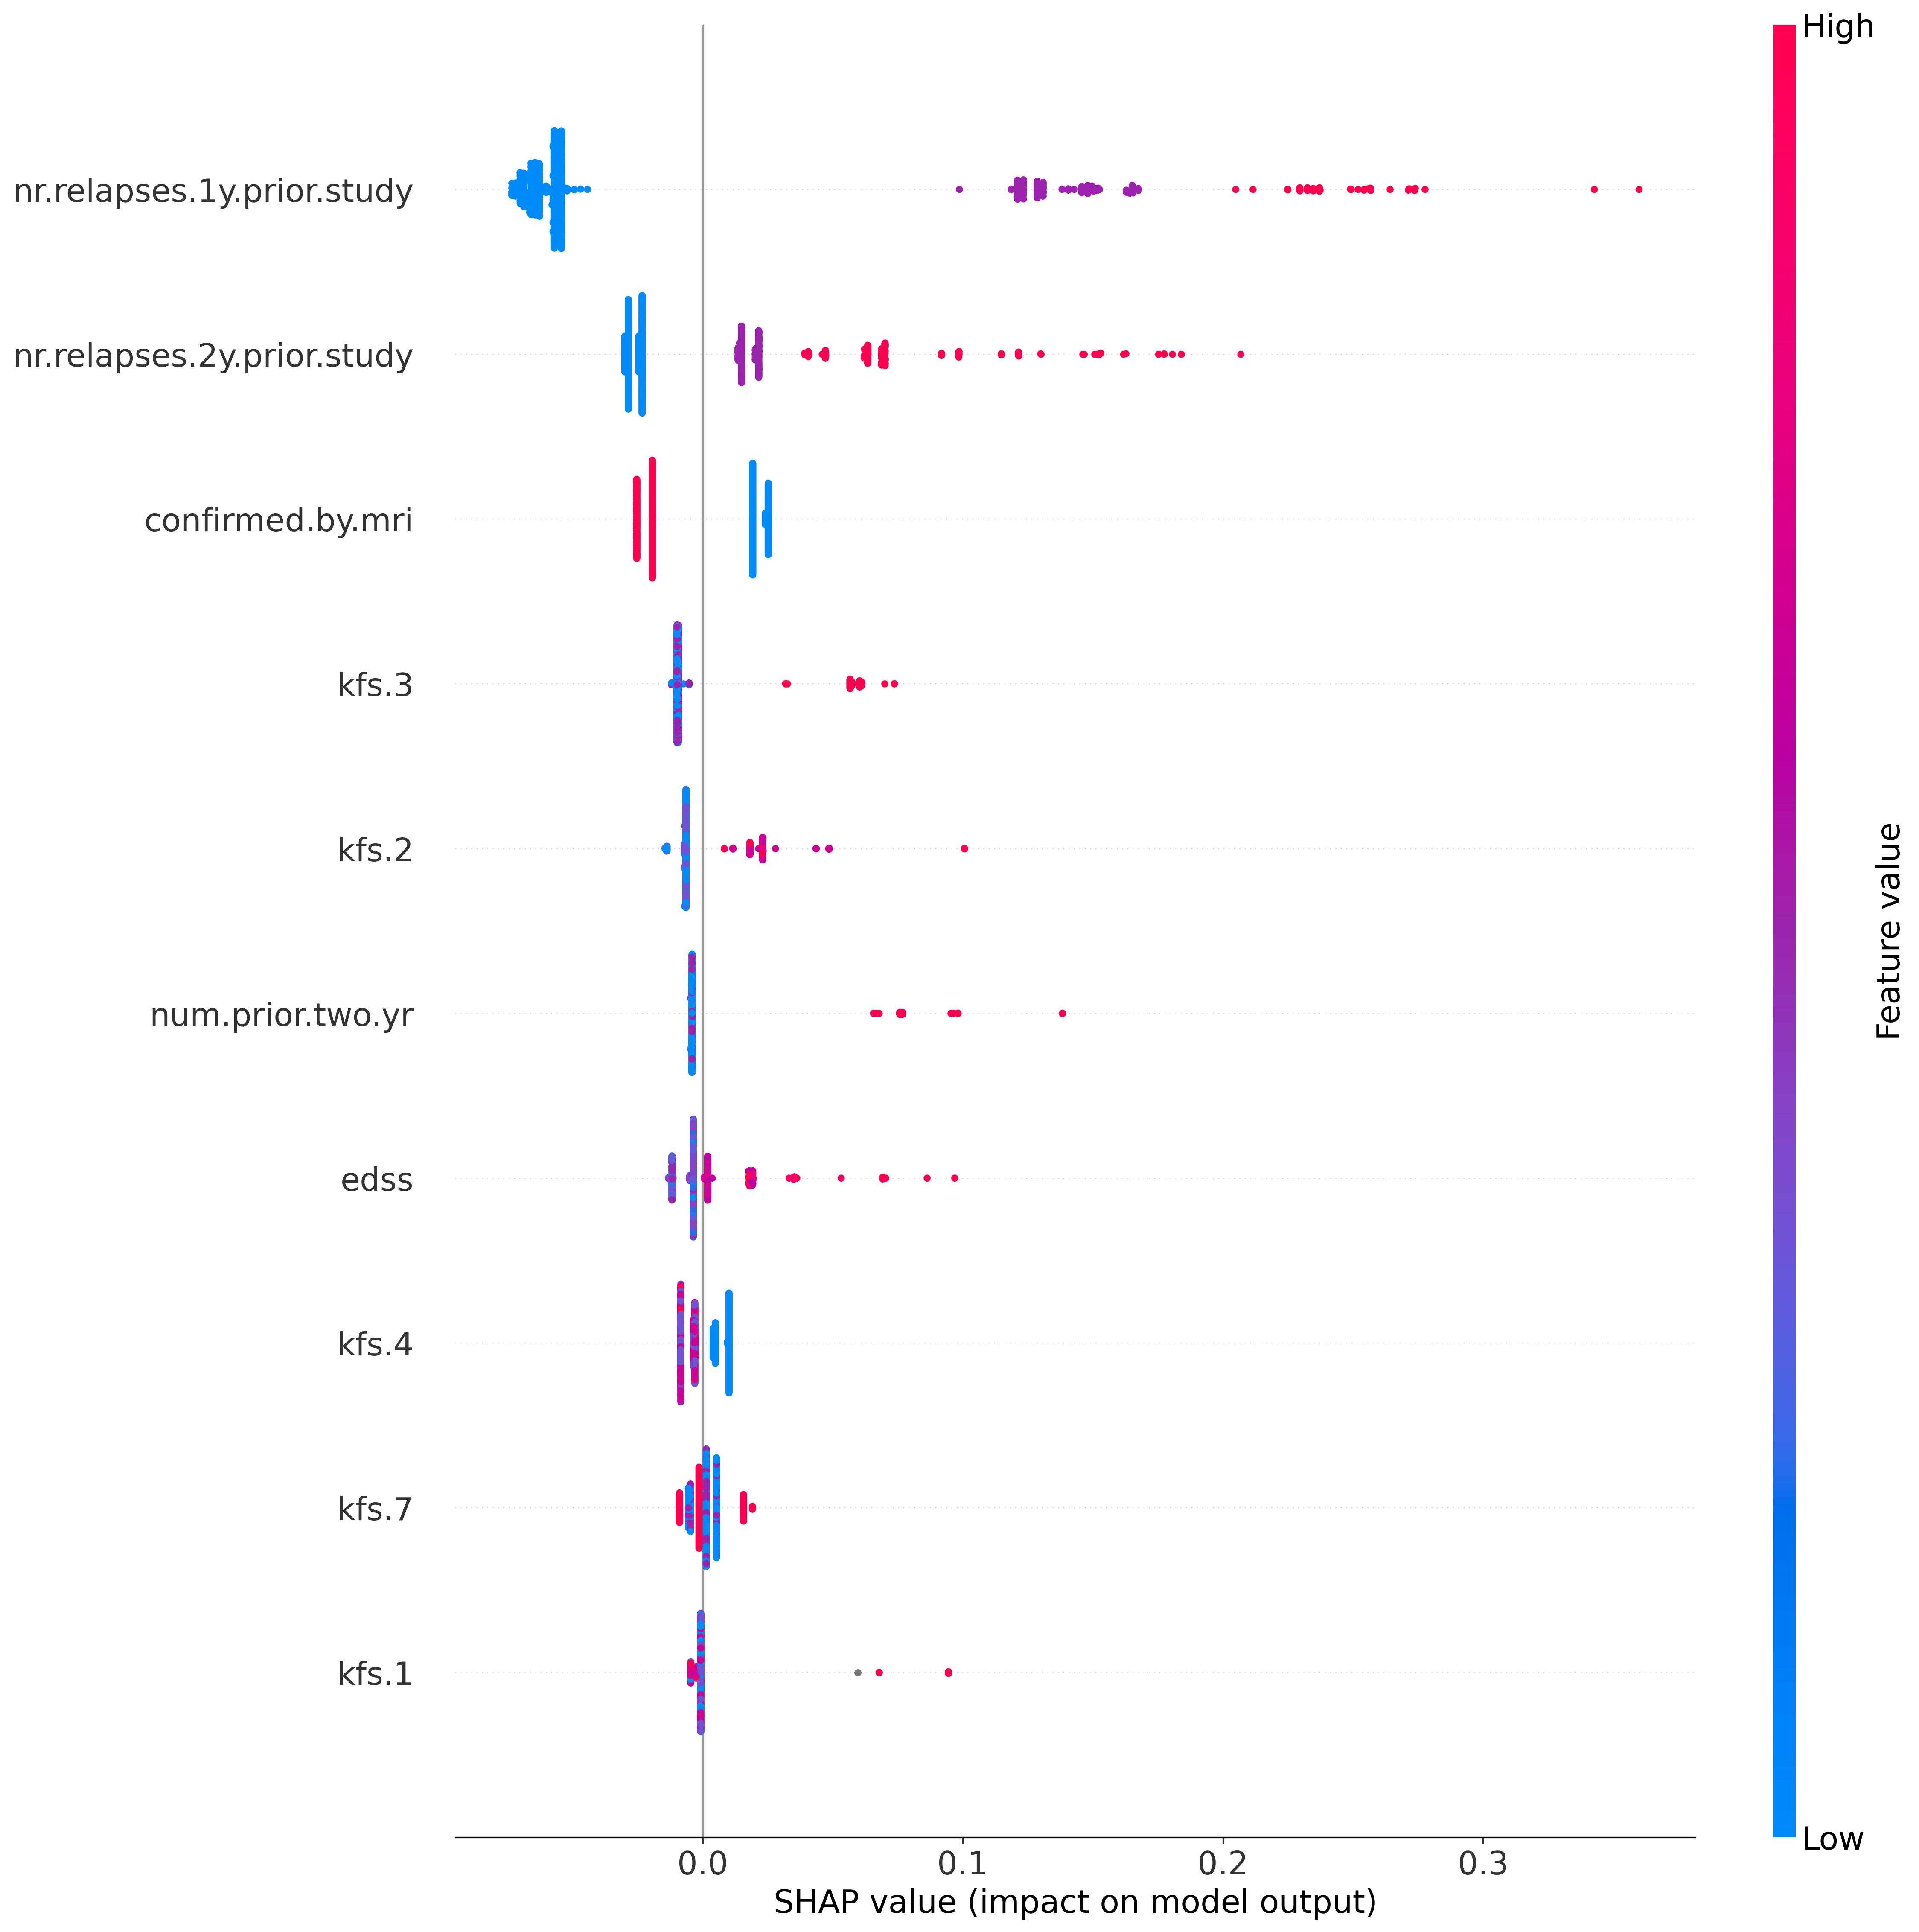 High
nr.relapses.1y.prior.study
nr.relapses.2y.prior.study
confirmed.by.mri
kfs.3
kfs.2
num.prior.two.yr
edss
kfs.4
kfs.7
kfs.1
Feature value
Low
0.0 0.1 0.2 0.3
SHAP value (impact on model output)